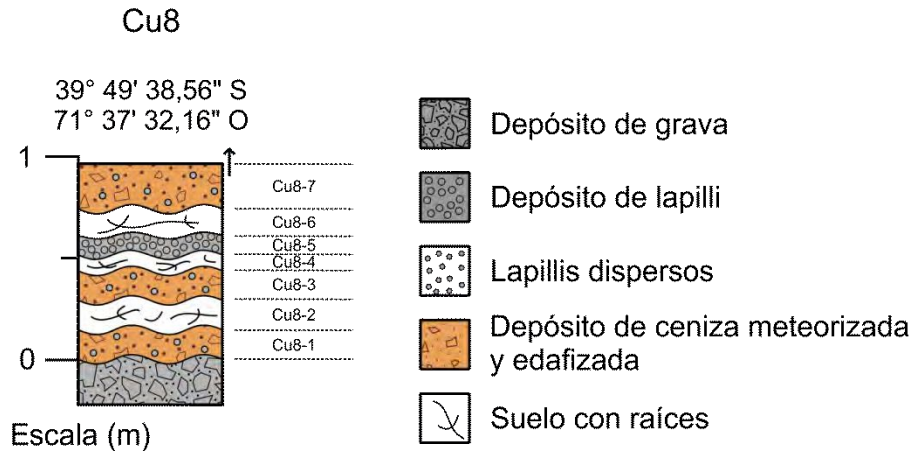 Cu8
39° 49' 38,56" S
71° 37' 32,16" O
1
Cu8-7
Cu8-6
Cu8-5
Cu8-4
Cu8-3
Cu8-2
Cu8-1
0
Escala (m)
Depósito de grava
Depósito de lapilli
Lapillis dispersos
Depósito de ceniza meteorizada
y edafizada
Suelo con raíces